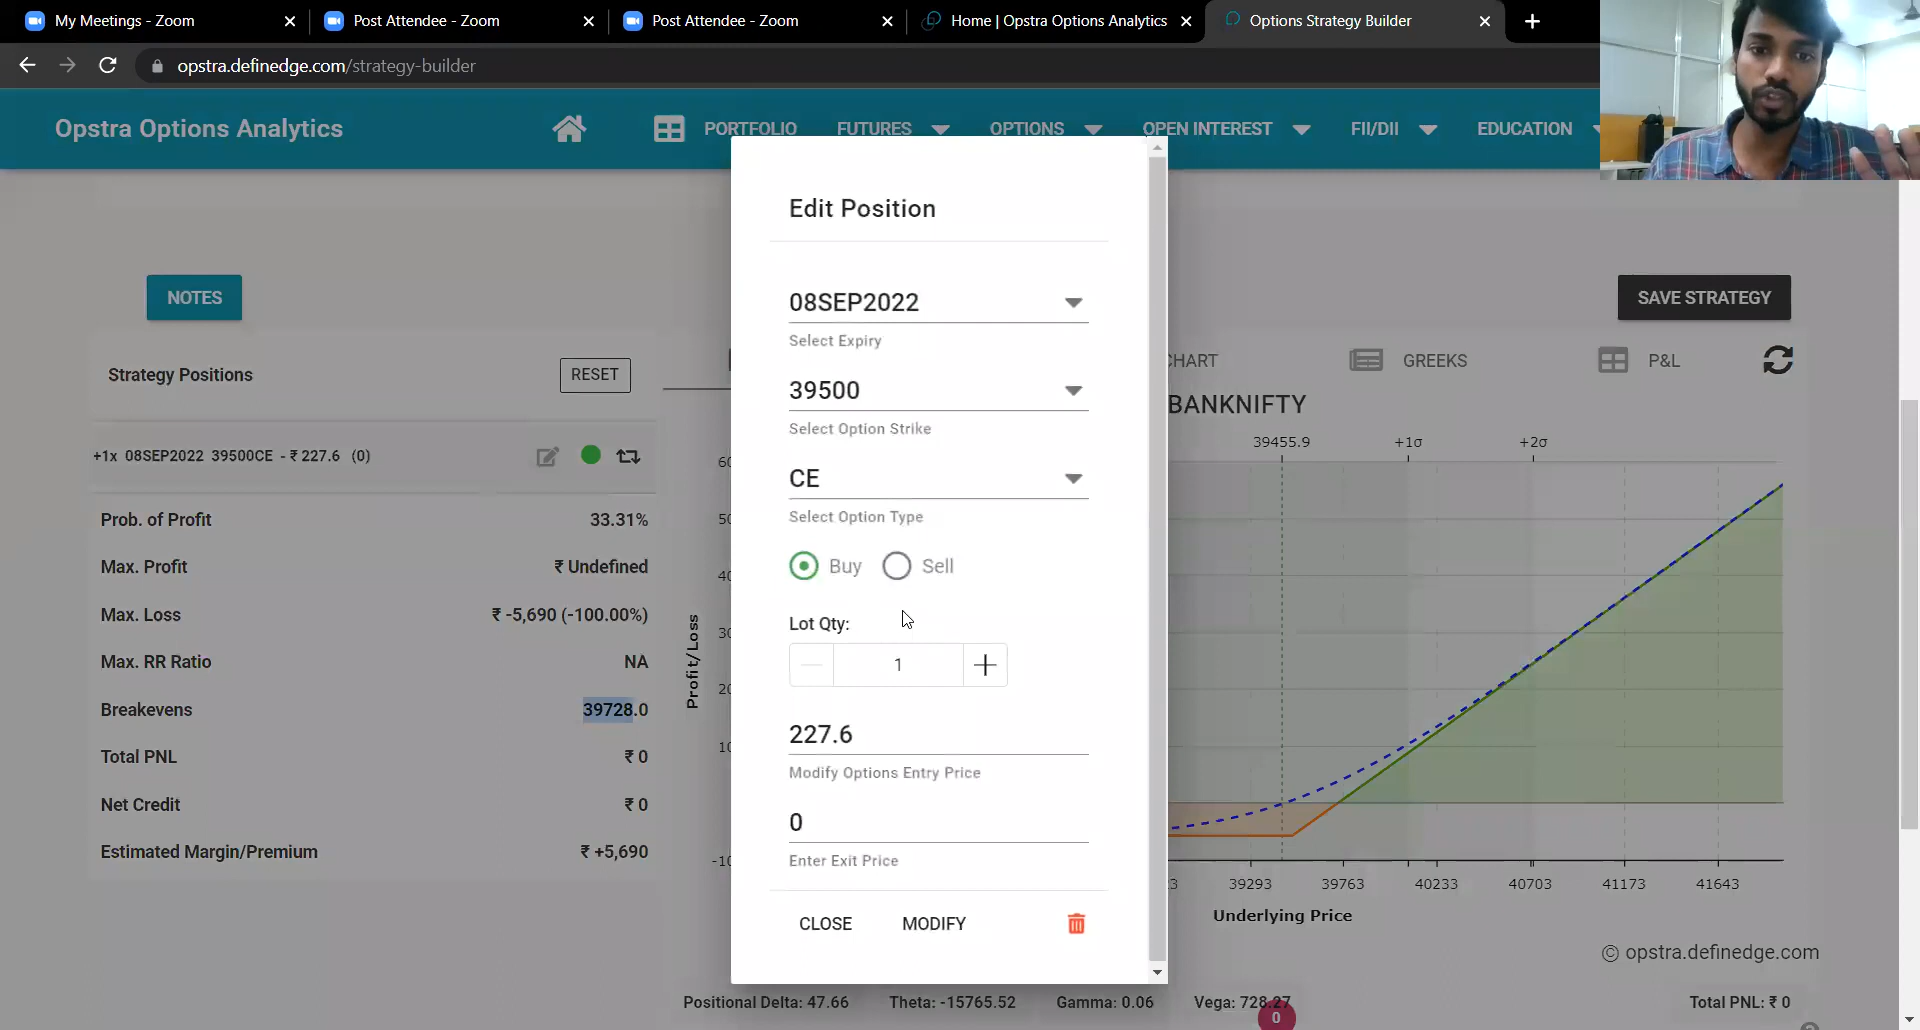 My Meetings - Zoom
Post Attendee - Zoom
Post Attendee - Zoom
Home | Opstra Options Analytics
Options Strategy Builder
opstra.definedge.com/strategy-builder
Opstra Options Analytics
PORTFOLIO
FUTURES
OPTIONS
OPEN INTEREST
FII/DII
EDUCATION
NOTES
SAVE STRATEGY
Strategy Positions
RESET
+1x 08SEP2022 39500CE - ₹ 227.6 (0)
Prob. of Profit 33.31%
Max. Profit ₹ Undefined
Max. Loss ₹ -5,690 (-100.00%)
Max. RR Ratio NA
Breakevens 39728.0
Total PNL ₹ 0
Net Credit ₹ 0
Estimated Margin/Premium ₹ +5,690
Edit Position
08SEP2022
Select Expiry
39500
Select Option Strike
CE
Select Option Type
Buy
Sell
Lot Qty:
1
227.6
Modify Options Entry Price
0
Enter Exit Price
CLOSE
MODIFY
GREEKS
P&L
BANKNIFTY
39455.9
+1σ
+2σ
Profit/Loss
39293
39763
40233
40703
41173
41643
Underlying Price
© opstra.definedge.com
Positional Delta: 47.66
Theta: -15765.52
Gamma: 0.06
Vega: 728.27
Total PNL: ₹ 0
0